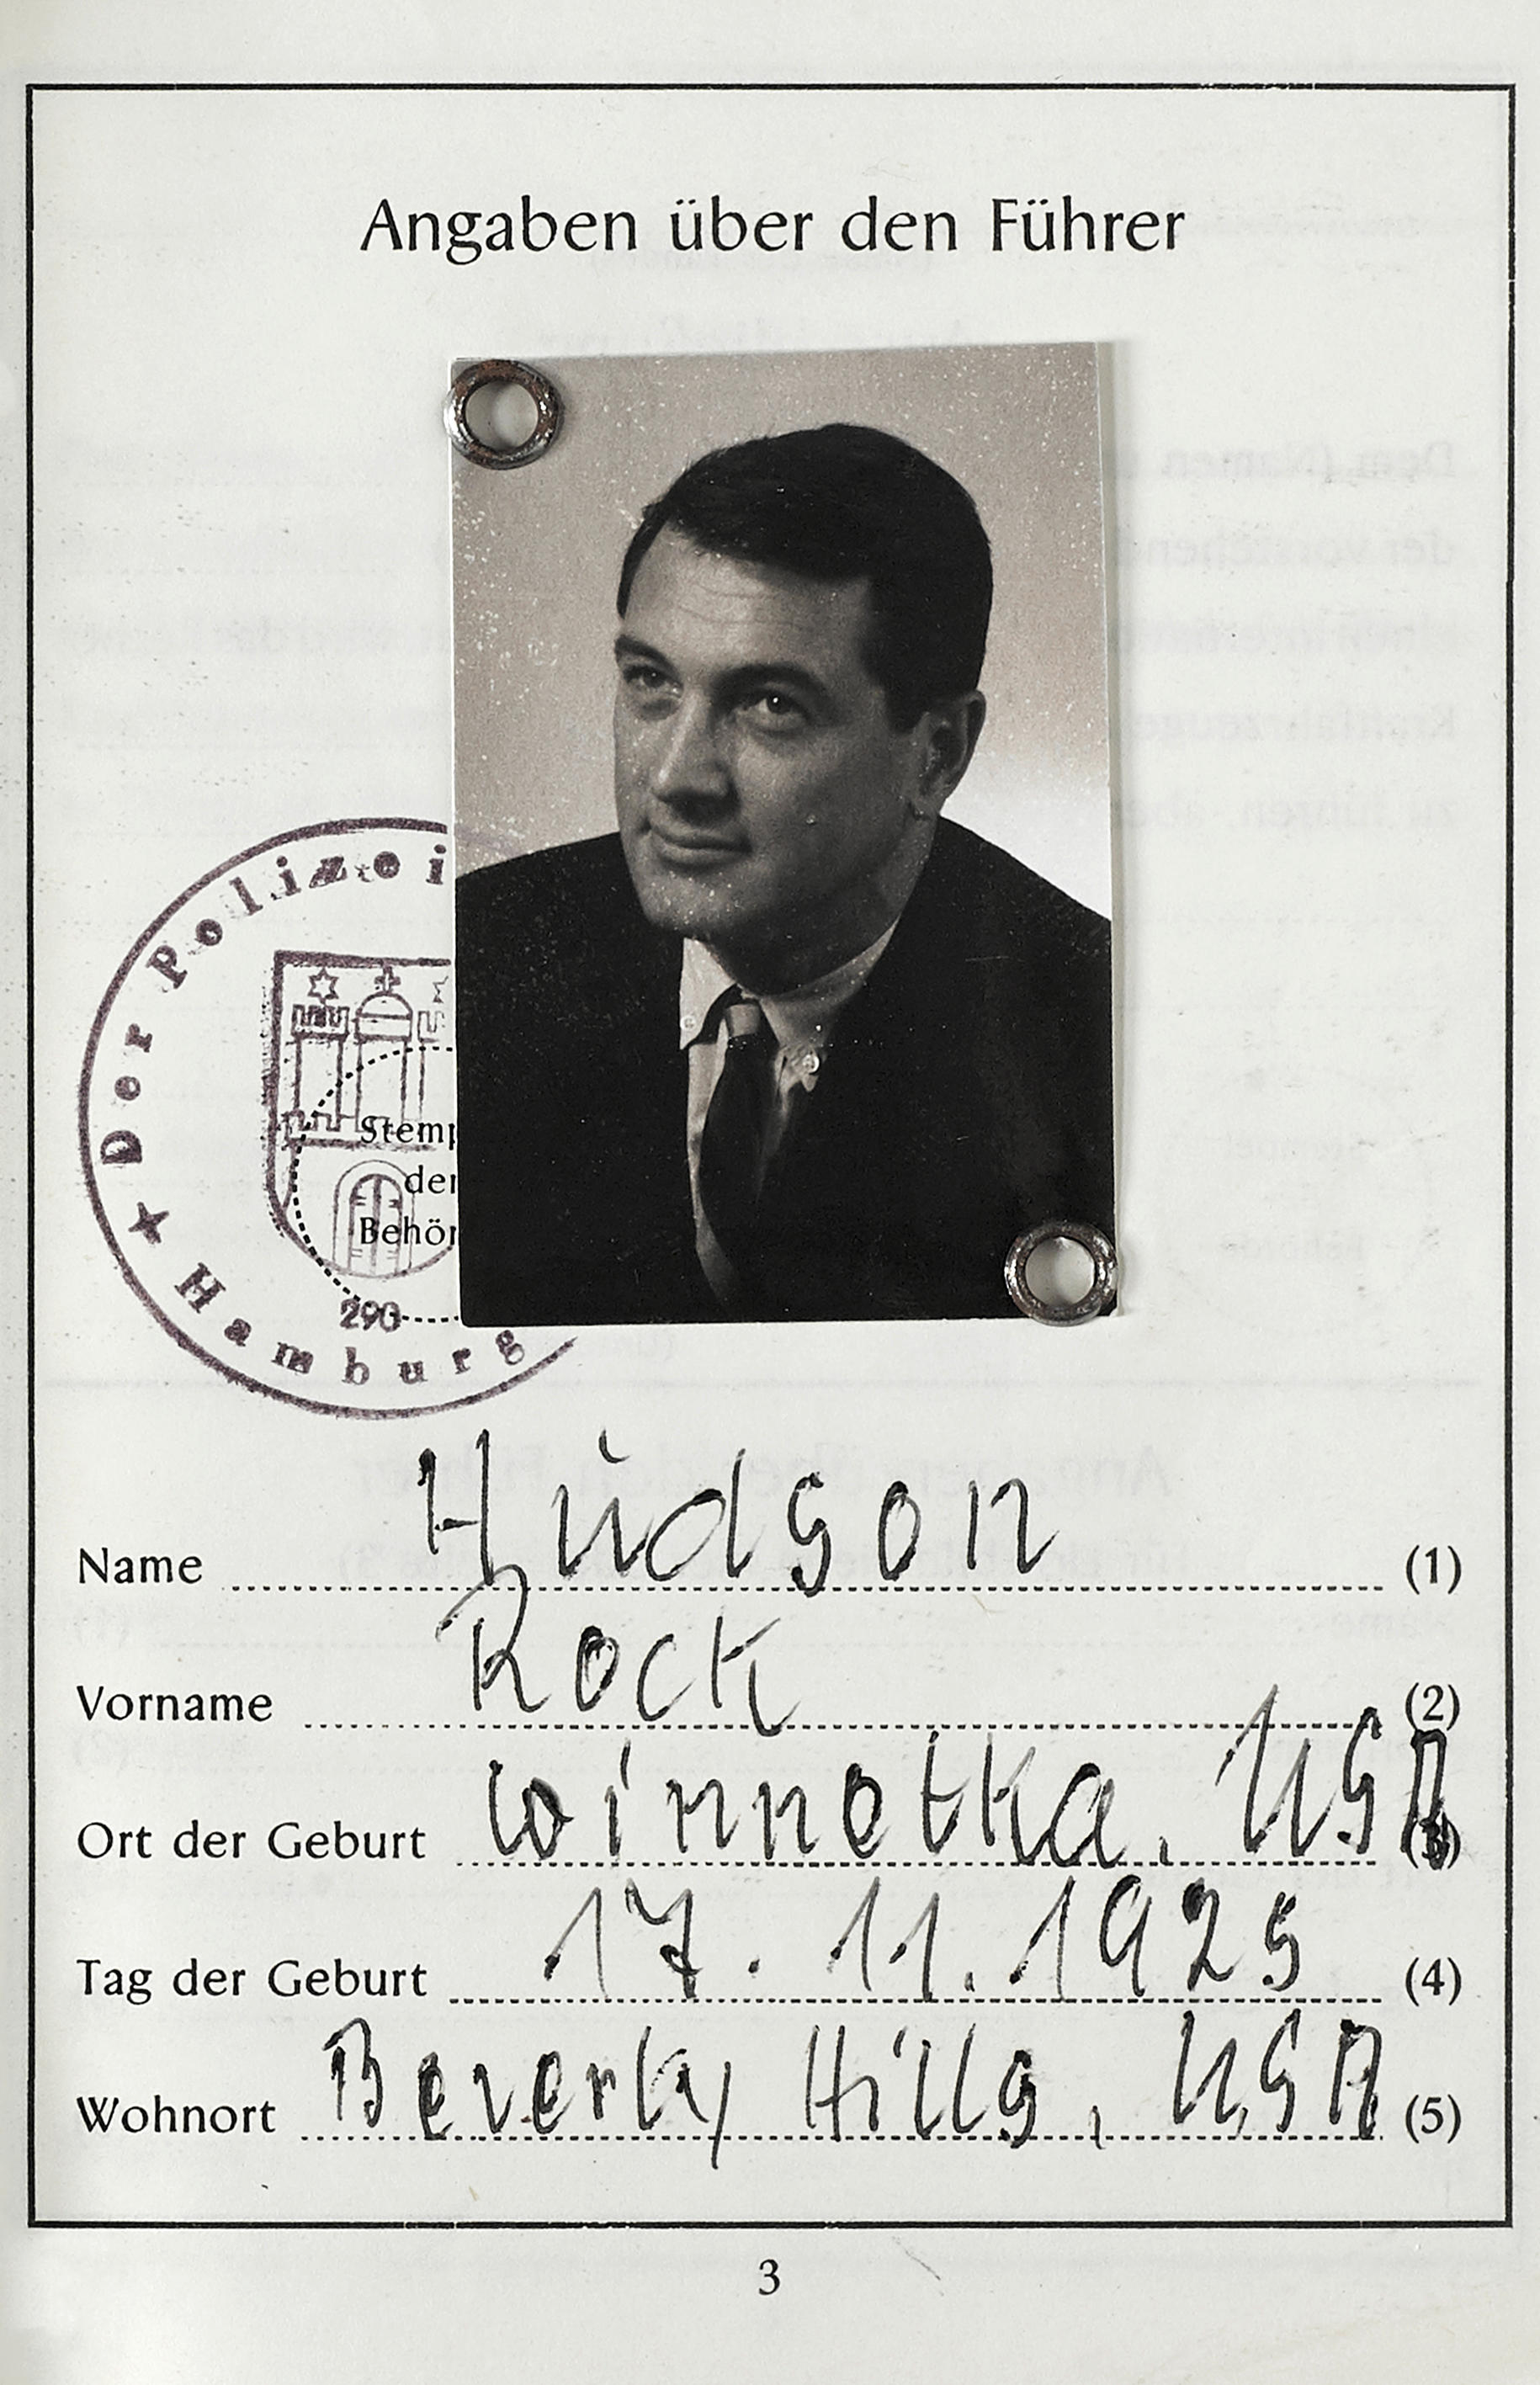 Angaben über den Führer
Der Polizei
Stemp
der
Behör
290
Hamburg
Hudson
Name (1)
Rock
Vorname (2)
Winnetka, USA
Ort der Geburt (3)
17. 11. 1925
Tag der Geburt (4)
Beverly Hills, USA
Wohnort (5)
3